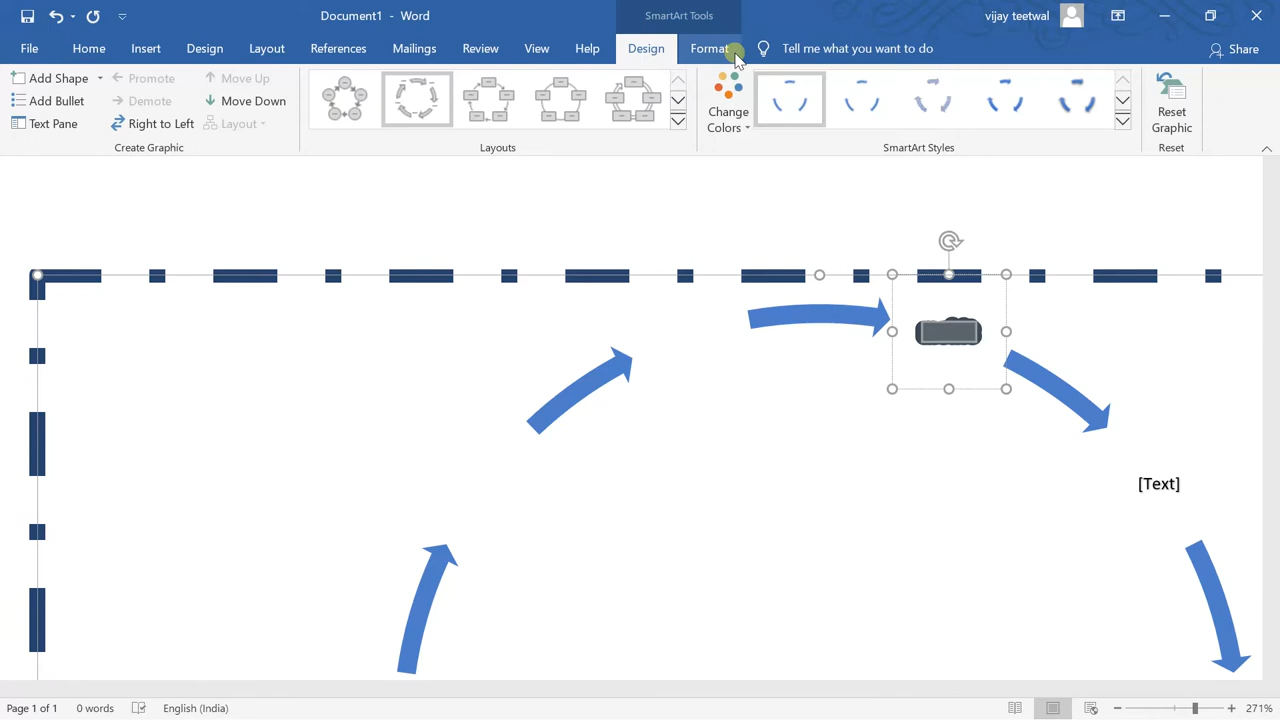 Document1 - Word
SmartArt Tools
vijay teetwal
File
Home
Insert
Design
Layout
References
Mailings
Review
View
Help
Design
Format
Tell me what you want to do
Share
Add Shape
Promote
Move Up
Add Bullet
Demote
Move Down
Text Pane
Right to Left
Layout
Create Graphic
Layouts
Change
Colors
SmartArt Styles
Reset
Graphic
Reset
[Text]
Page 1 of 1
0 words
English (India)
271%